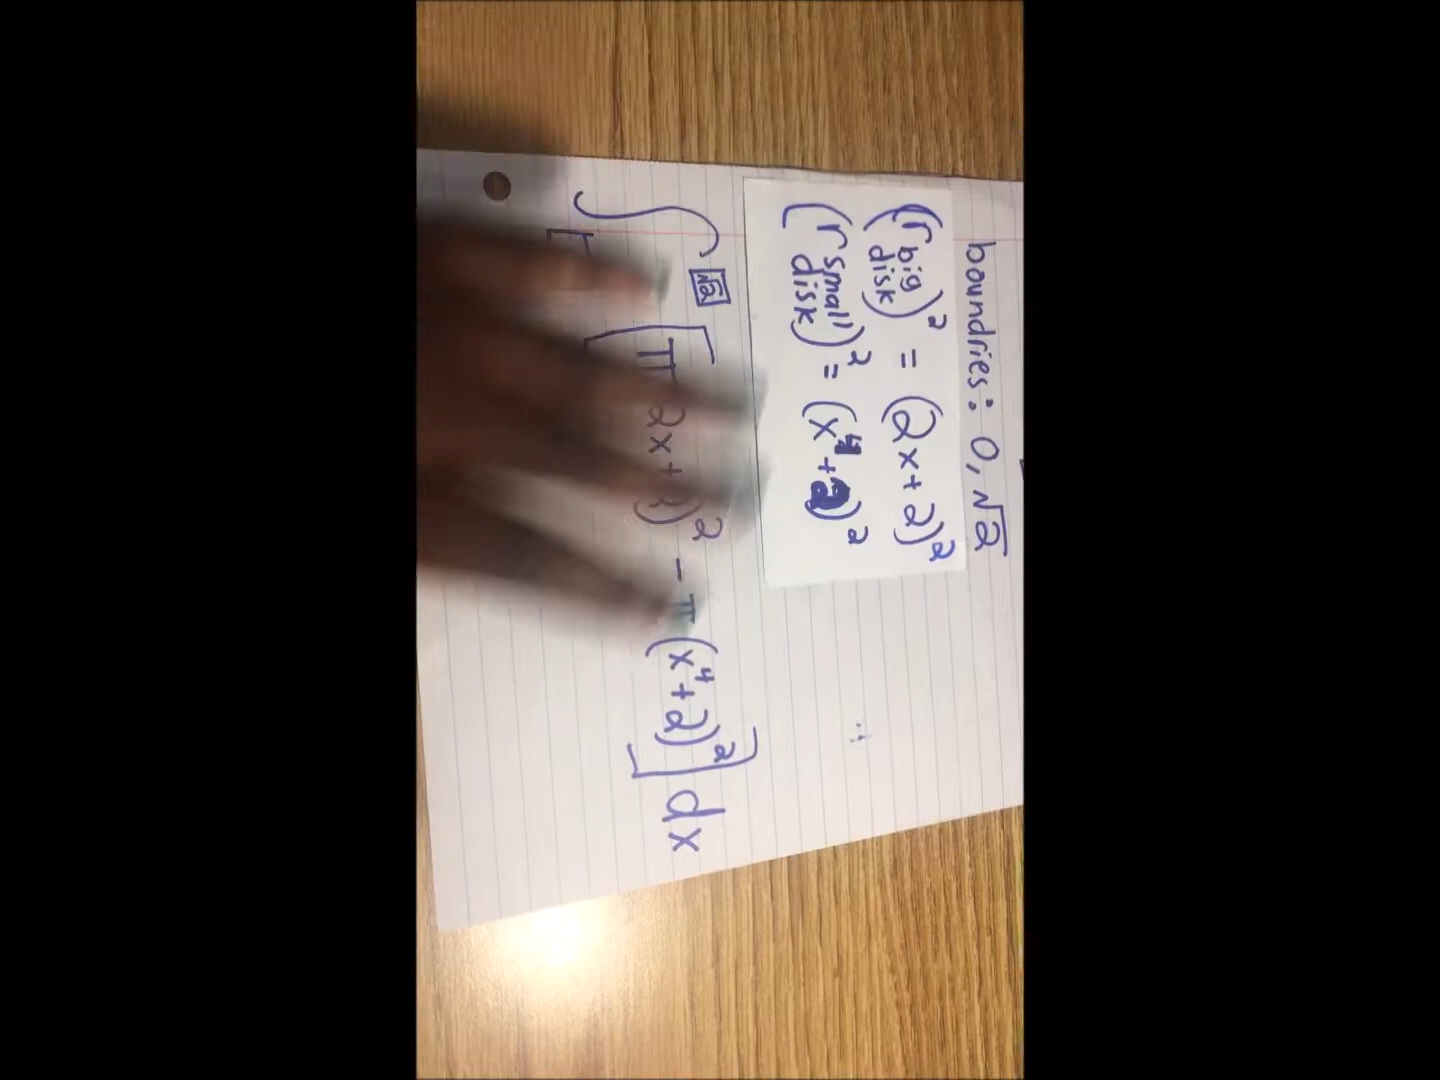 boundries: 0, √2
(r big disk)² = (2x + 2)²
(r small disk)² = (x⁴ + 2)²
∫ √2 [π 2x + 2)² - π (x⁴ + 2)²] dx